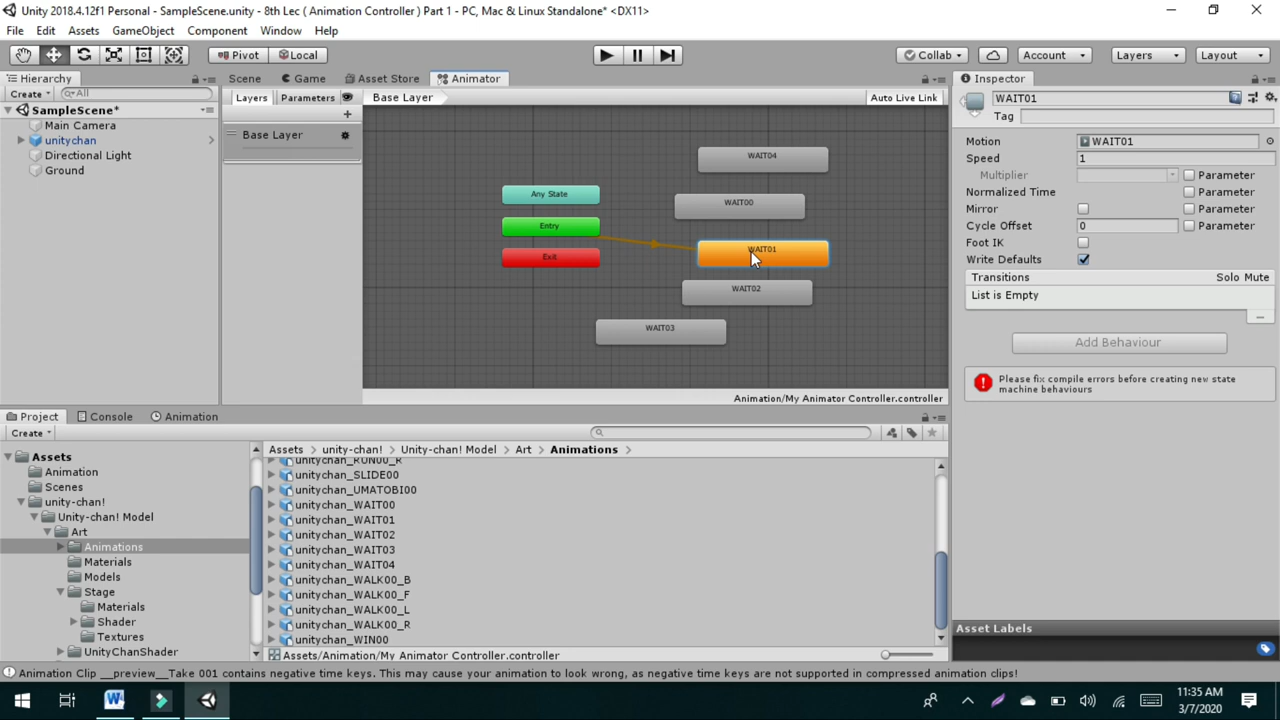 Unity 2018.4.12f1 Personal - SampleScene.unity - 8th Lec ( Animation Controller ) Part 1 - PC, Mac & Linux Standalone* <DX11>
File Edit Assets GameObject Component Window Help
Pivot Local Collab Account Layers Layout
Hierarchy
Create All
SampleScene*
Main Camera
unitychan
Directional Light
Ground
Scene Game Asset Store Animator
Layers Parameters Base Layer Auto Live Link
Base Layer
WAIT04
Any State
WAIT00
Entry
WAIT01
Exit
WAIT02
WAIT03
Animation/My Animator Controller.controller
Inspector
WAIT01
Tag
Motion WAIT01
Speed 1
Multiplier Parameter
Normalized Time Parameter
Mirror Parameter
Cycle Offset 0 Parameter
Foot IK
Write Defaults
Transitions Solo Mute
List is Empty
Add Behaviour
Please fix compile errors before creating new state
machine behaviours
Asset Labels
Project Console Animation
Create
Assets
Animation
Scenes
unity-chan!
Unity-chan! Model
Art
Animations
Materials
Models
Stage
Materials
Shader
Textures
UnityChanShader
Assets unity-chan! Unity-chan! Model Art Animations
unitychan_RUN00_R
unitychan_SLIDE00
unitychan_UMATOBI00
unitychan_WAIT00
unitychan_WAIT01
unitychan_WAIT02
unitychan_WAIT03
unitychan_WAIT04
unitychan_WALK00_B
unitychan_WALK00_F
unitychan_WALK00_L
unitychan_WALK00_R
unitychan_WIN00
Assets/Animation/My Animator Controller.controller
Animation Clip __preview__Take 001 contains negative time keys. This may cause your animation to look wrong, as negative time keys are not supported in compressed animation clips!
11:35 AM
3/7/2020